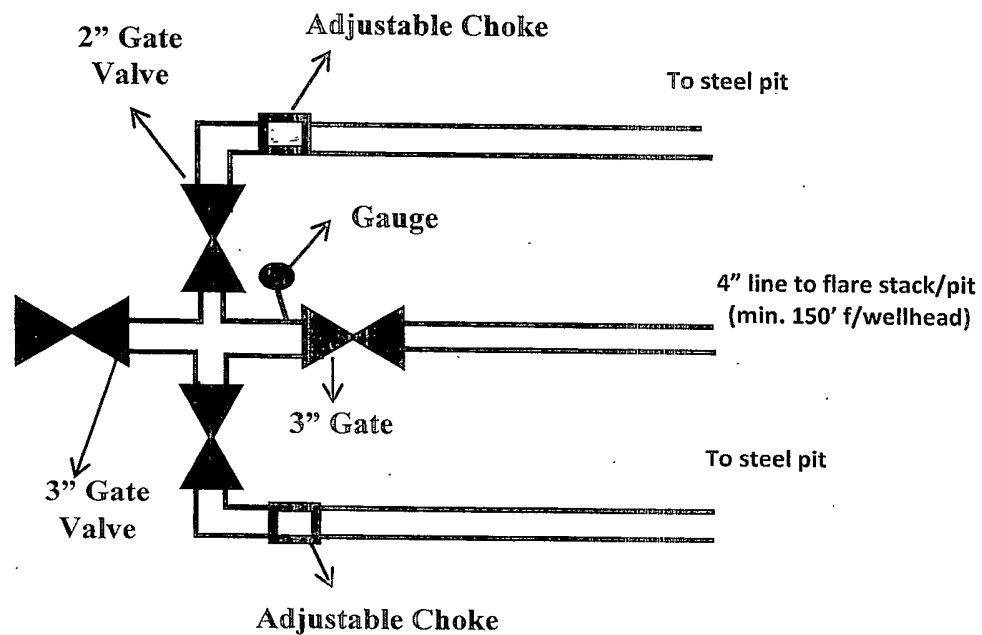 Adjustable Choke
2” Gate
Valve
To steel pit
Gauge
4” line to flare stack/pit
(min. 150’ f/wellhead)
3” Gate
To steel pit
3” Gate
Valve
Adjustable Choke